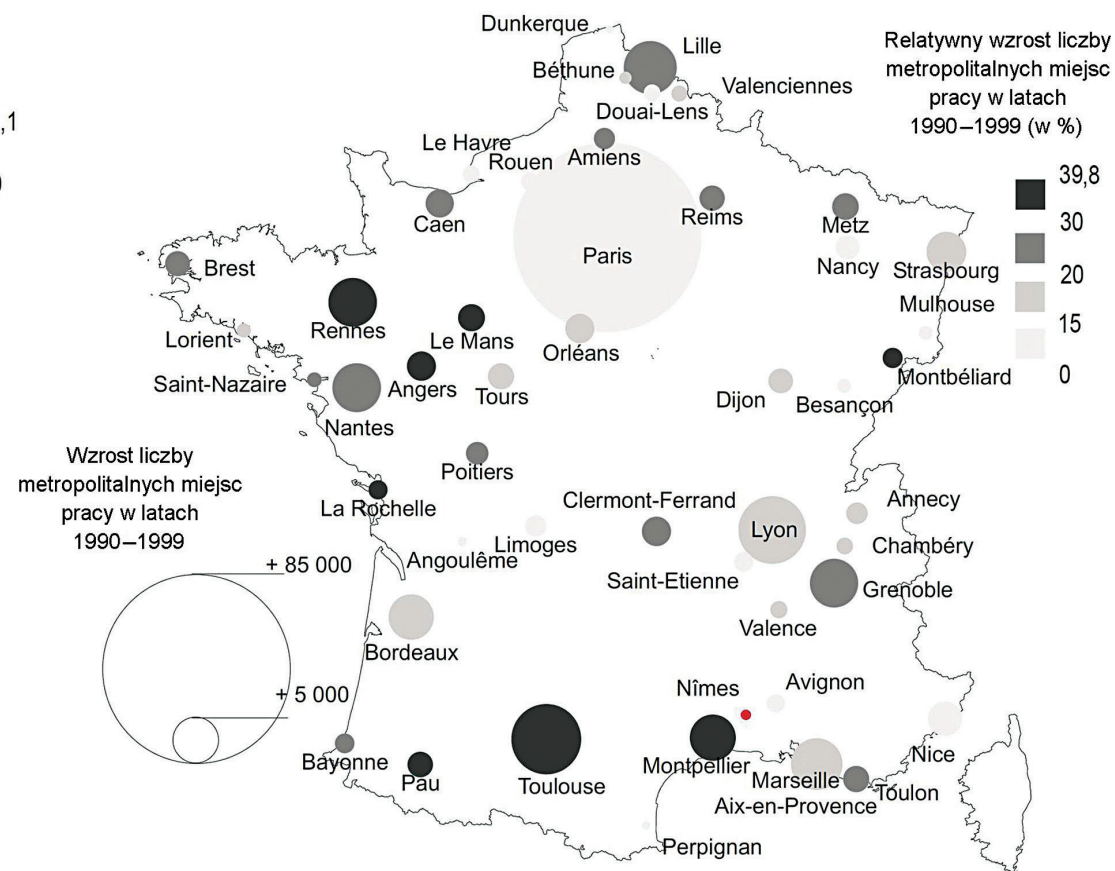 Dunkerque
Lille
Béthune
Valenciennes
Douai-Lens
Relatywny wzrost liczby
metropolitalnych miejsc
pracy w latach
1990–1999 (w %)
39,8
30
20
15
0
,1
Le Havre
Rouen
Amiens
Caen
Reims
Metz
Paris
Nancy
Strasbourg
Brest
Mulhouse
Rennes
Lorient
Le Mans
Orléans
Montbéliard
Saint-Nazaire
Angers
Tours
Dijon
Besançon
Nantes
Wzrost liczby
metropolitalnych miejsc
pracy w latach
1990–1999
+ 85 000
+ 5 000
Poitiers
La Rochelle
Clermont-Ferrand
Lyon
Annecy
Angoulême
Limoges
Chambéry
Saint-Etienne
Grenoble
Valence
Bordeaux
Nîmes
Avignon
Bayonne
Pau
Toulouse
Montpellier
Marseille
Aix-en-Provence
Toulon
Nice
Perpignan